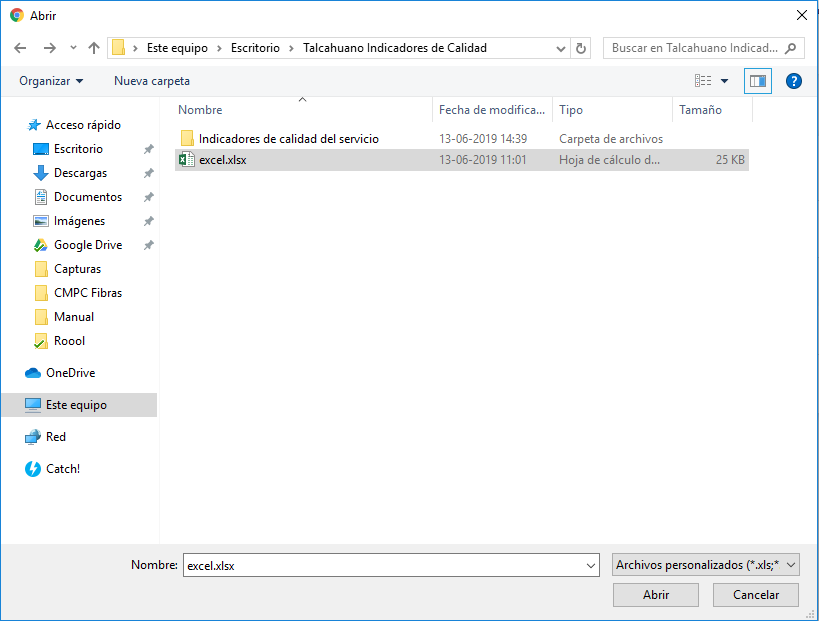 Abrir
Este equipo > Escritorio > Talcahuano Indicadores de Calidad
Buscar en Talcahuano Indicad...
Organizar
Nueva carpeta
Nombre
Fecha de modifica...
Tipo
Tamaño
Indicadores de calidad del servicio 13-06-2019 14:39 Carpeta de archivos
excel.xlsx 13-06-2019 11:01 Hoja de cálculo d... 25 KB
Acceso rápido
Escritorio
Descargas
Documentos
Imágenes
Google Drive
Capturas
CMPC Fibras
Manual
Roool
OneDrive
Este equipo
Red
Catch!
Nombre: excel.xlsx
Archivos personalizados (*.xls;*
Abrir
Cancelar